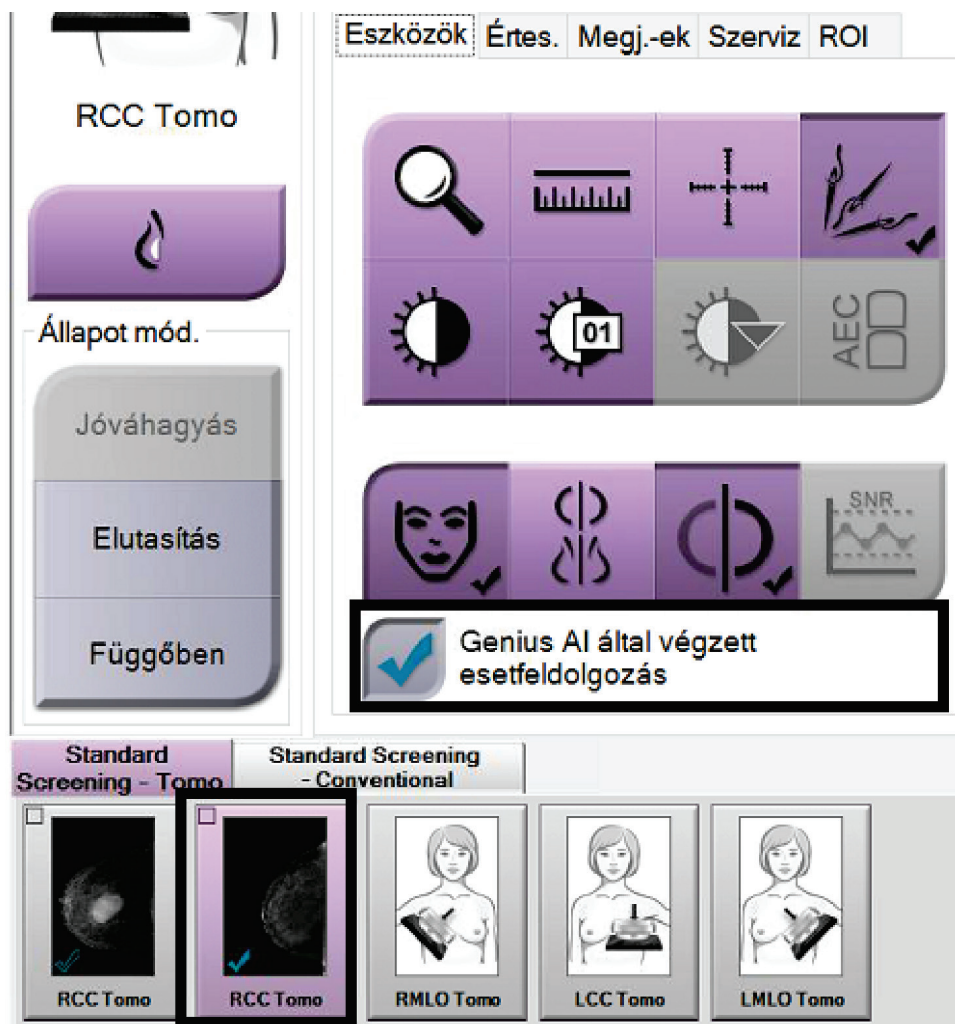 RCC Tomo
Állapot mód.
Jóváhagyás
Elutasítás
Függőben
Eszközök Értes. Megj.-ek Szerviz ROI
01
AEC
SNR
Genius AI által végzett
esetfeldolgozás
Standard
Screening - Tomo
Standard Screening
- Conventional
RCC Tomo
RCC Tomo
RMLO Tomo
LCC Tomo
LMLO Tomo